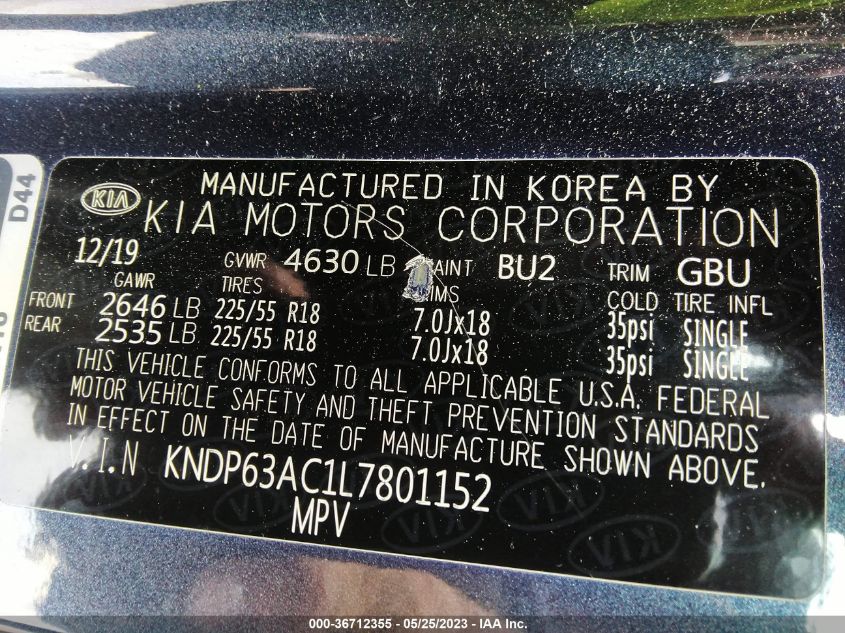 D44
KIA
MANUFACTURED IN KOREA BY
KIA MOTORS CORPORATION
12/19 GVWR 4630 LB BU2 TRIM GBU
GAWR TIRES COLD TIRE INFL
FRONT 2646 LB 225/55 R18 7.0Jx18 35psi SINGLE
REAR 2535 LB 225/55 R18 7.0Jx18 35psi SINGLE
THIS VEHICLE CONFORMS TO ALL APPLICABLE U.S.A. FEDERAL
MOTOR VEHICLE SAFETY AND THEFT PREVENTION STANDARDS
IN EFFECT ON THE DATE OF MANUFACTURE SHOWN ABOVE.
V.I.N KNDP63AC1L7801152
MPV
000-36712355 - 05/25/2023 - IAA Inc.